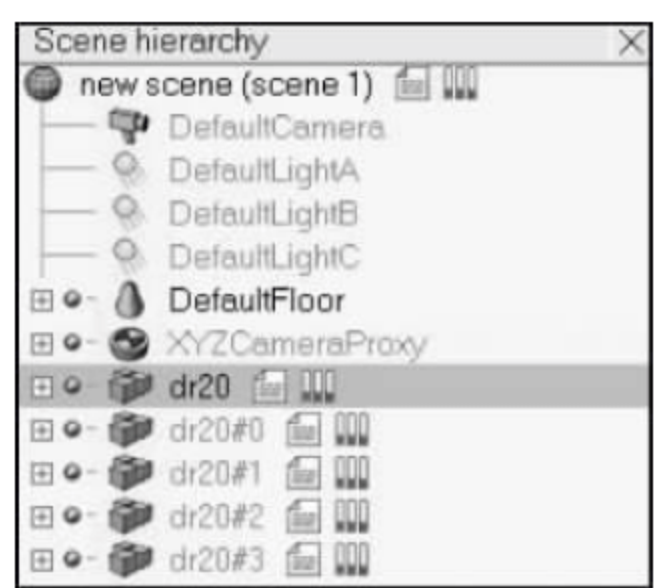 Scene hierarchy
new scene (scene 1)
DefaultCamera
DefaultLightA
DefaultLightB
DefaultLightC
DefaultFloor
XYZCameraProxy
dr20
dr20#0
dr20#1
dr20#2
dr20#3